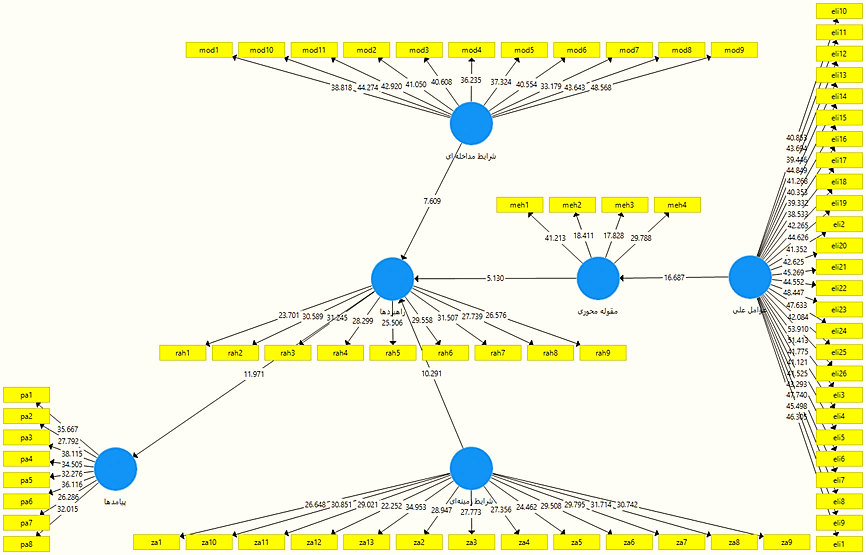 mod1 mod10 mod11 mod2 mod3 mod4 mod5 mod6 mod7 mod8 mod9
38.818 44.274 42.920 41.050 40.608 36.235 37.324 40.554 33.179 43.643 48.568
شرایط مداخله ای
7.609
meh1 meh2 meh3 meh4
41.213 18.411 17.828 29.788
مقوله محوری
5.130
16.687
عوامل علی
eli10
eli11
eli12
eli13
eli14
eli15
eli16
eli17
eli18
eli19
eli2
eli20
eli21
eli22
eli23
eli24
eli25
eli26
eli3
eli4
eli5
eli6
eli7
eli8
eli9
eli1
40.853
43.694
39.446
44.849
41.268
40.353
39.332
38.533
42.265
44.626
41.352
42.625
45.269
44.552
48.447
47.633
42.084
53.910
51.413
41.775
41.121
41.525
43.293
47.740
45.498
46.305
راهبردها
23.701 30.589 31.245 28.299 25.506 29.558 31.507 27.739 26.576
rah1 rah2 rah3 rah4 rah5 rah6 rah7 rah8 rah9
11.971
10.291
pa1
pa2
pa3
pa4
pa5
pa6
pa7
pa8
35.667
27.792
38.115
34.505
32.276
36.116
26.286
32.015
پیامدها
شرایط زمینه‌ای
26.648 30.851 29.021 22.252 34.953 28.947 27.773 27.356 24.462 29.508 29.795 31.714 30.742
za1 za10 za11 za12 za13 za2 za3 za4 za5 za6 za7 za8 za9